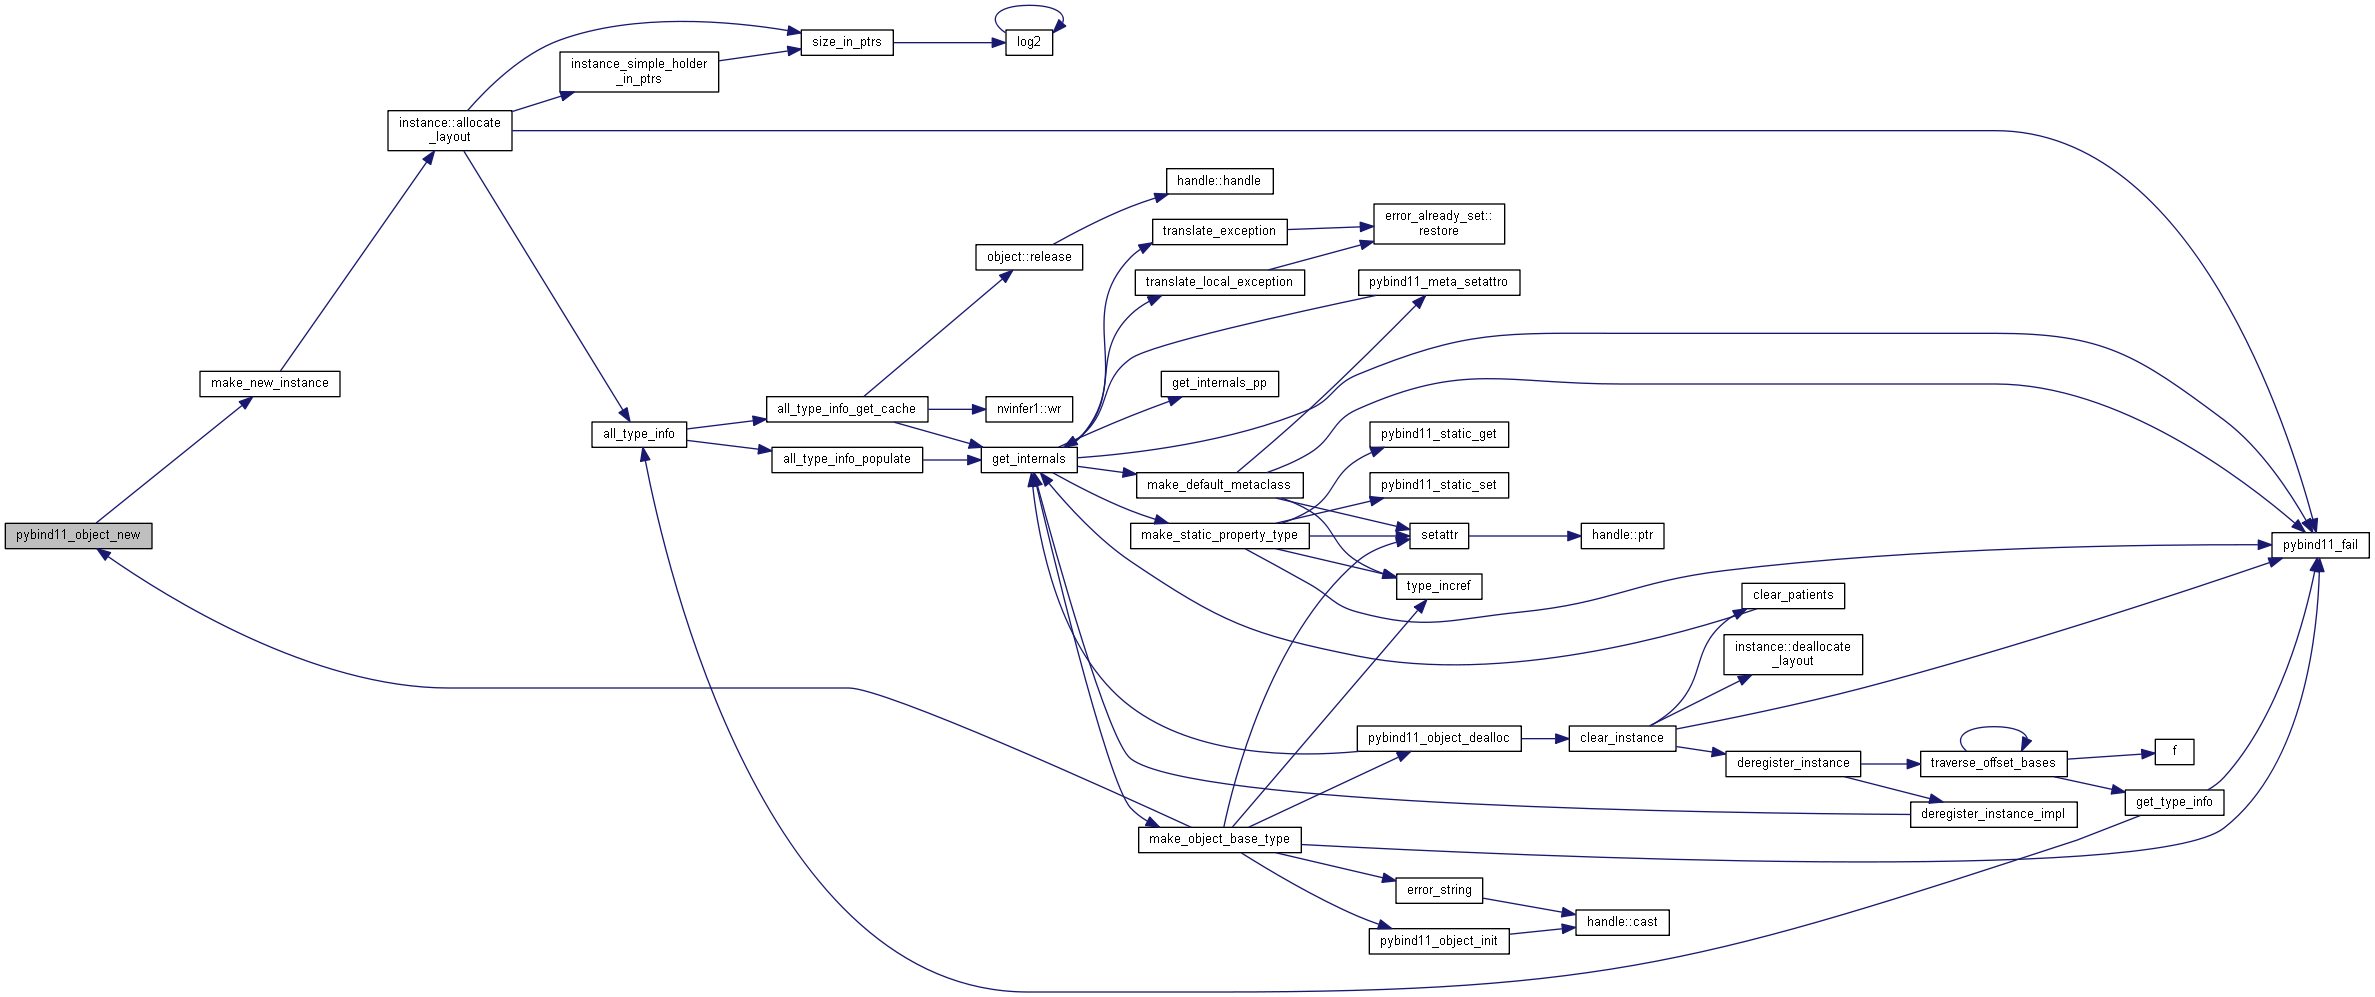 size_in_ptrs
log2
instance_simple_holder
_in_ptrs
instance::allocate
_layout
handle::handle
error_already_set::
restore
translate_exception
object::release
translate_local_exception
pybind11_meta_setattro
make_new_instance
get_internals_pp
all_type_info_get_cache
nvinfer1::wr
all_type_info
pybind11_static_get
all_type_info_populate
get_internals
make_default_metaclass
pybind11_static_set
pybind11_object_new
make_static_property_type
setattr
handle::ptr
pybind11_fail
type_incref
clear_patients
instance::deallocate
_layout
pybind11_object_dealloc
clear_instance
f
deregister_instance
traverse_offset_bases
get_type_info
deregister_instance_impl
make_object_base_type
error_string
handle::cast
pybind11_object_init